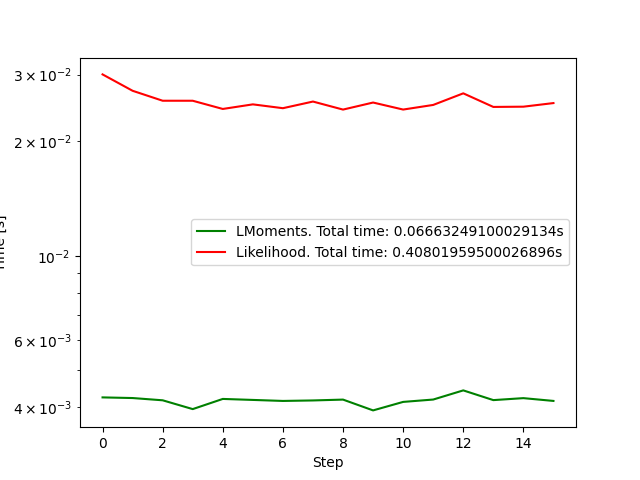 3 × 10⁻²
2 × 10⁻²
10⁻²
6 × 10⁻³
4 × 10⁻³
[s]
LMoments. Total time: 0.06663249100029134s
Likelihood. Total time: 0.40801959500026896s
0 2 4 6 8 10 12 14
Step